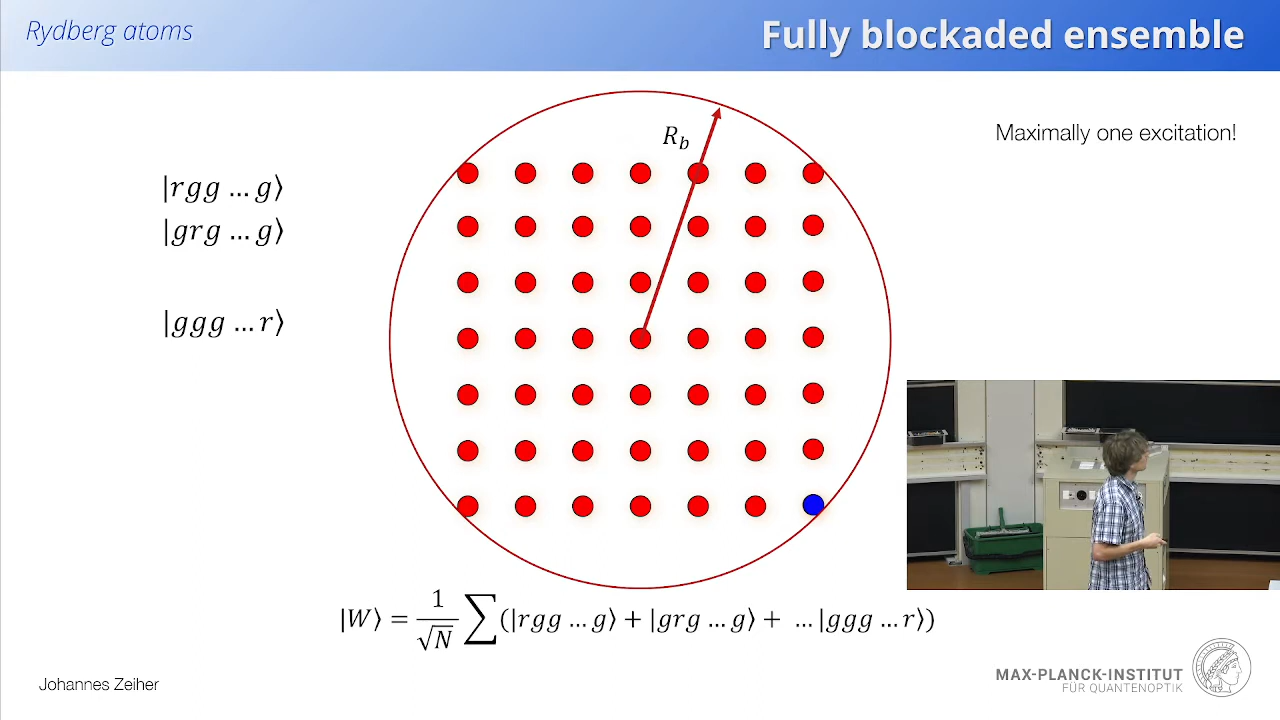 Rydberg atoms
Fully blockaded ensemble
Maximally one excitation!
R_b
|rgg … g⟩
|grg … g⟩
|ggg … r⟩
|W⟩ = 1/√N ∑(|rgg … g⟩ + |grg … g⟩ + … |ggg … r⟩)
Johannes Zeiher
MAX-PLANCK-INSTITUT
FÜR QUANTENOPTIK